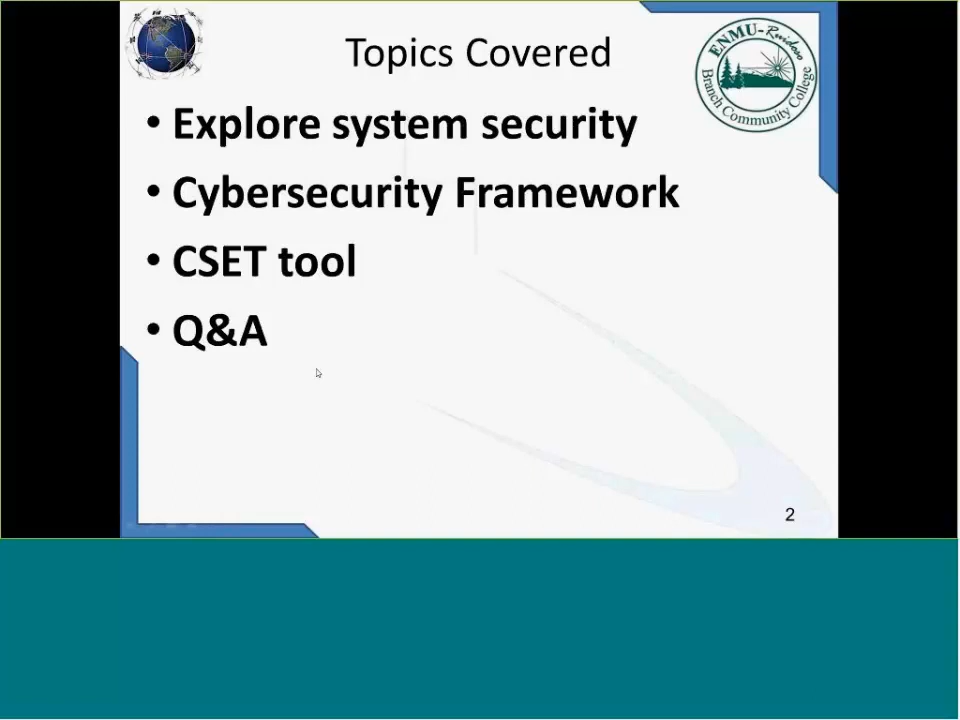 Topics Covered
ENMU-Ruidoso
Branch Community College
• Explore system security
• Cybersecurity Framework
• CSET tool
• Q&A
2